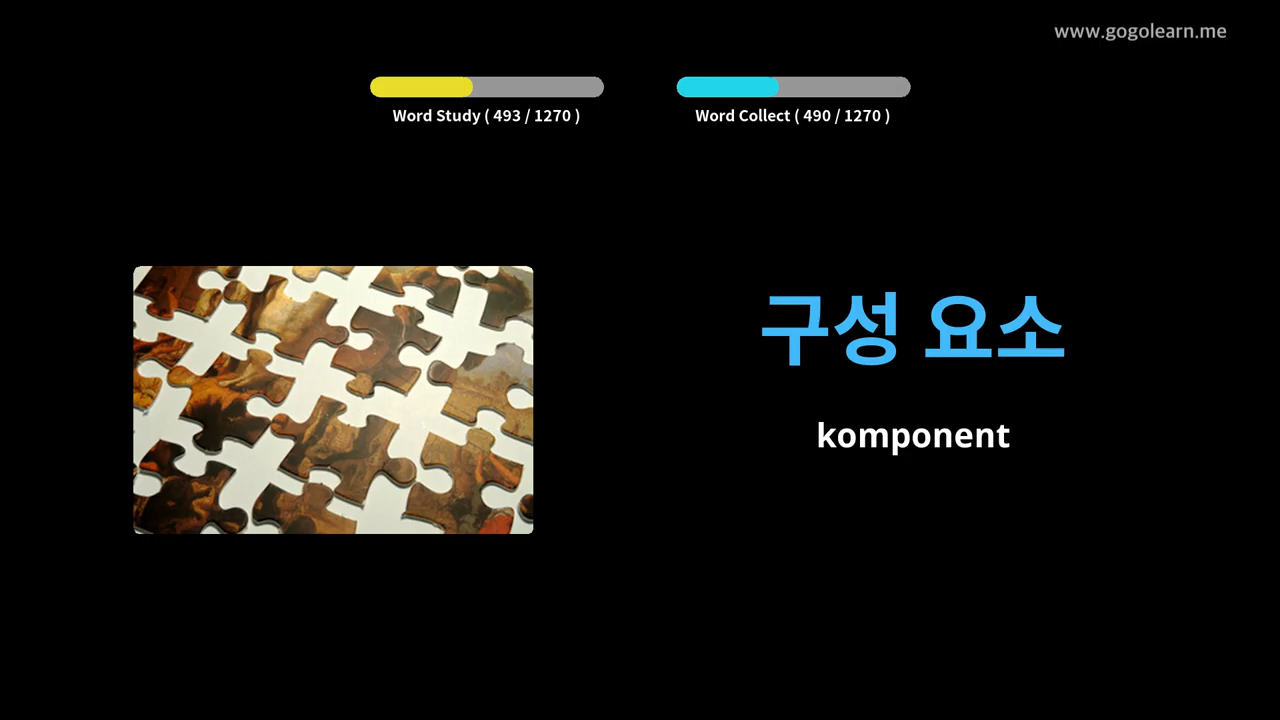 www.gogolearn.me
Word Study ( 493 / 1270 )
Word Collect ( 490 / 1270 )
구성 요소
komponent